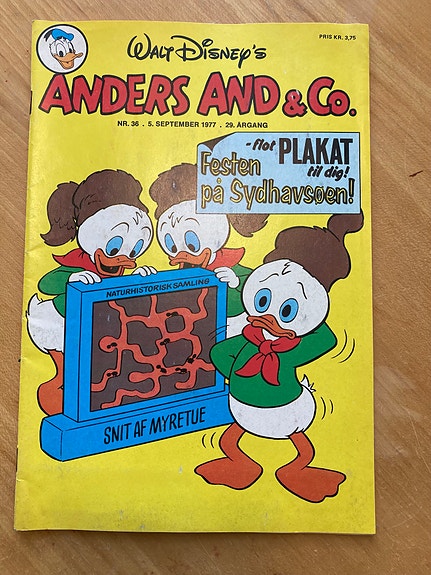 PRIS KR. 3,75
WALT DISNEY'S
ANDERS AND & Co.
NR. 36 . 5. SEPTEMBER 1977 . 29. ÅRGANG
- flot PLAKAT
til dig!
Festen
på Sydhavsøen!
NATURHISTORISK SAMLING
SNIT AF MYRETUE